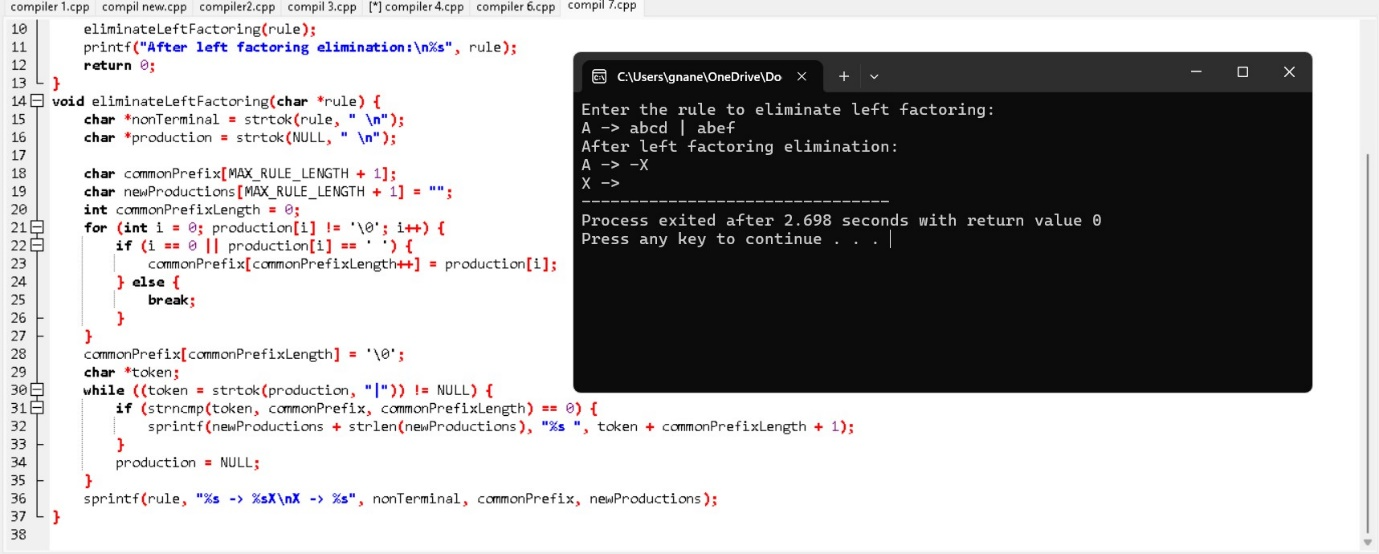 compiler 1.cpp compil new.cpp compiler2.cpp compil 3.cpp [*] compiler 4.cpp compiler 6.cpp compil 7.cpp
10 eliminateLeftFactoring(rule);
11 printf("After left factoring elimination:\n%s", rule);
12 return 0;
13 }
14 void eliminateLeftFactoring(char *rule) {
15 char *nonTerminal = strtok(rule, " \n");
16 char *production = strtok(NULL, " \n");
17
18 char commonPrefix[MAX_RULE_LENGTH + 1];
19 char newProductions[MAX_RULE_LENGTH + 1] = "";
20 int commonPrefixLength = 0;
21 for (int i = 0; production[i] != '\0'; i++) {
22 if (i == 0 || production[i] == ' ') {
23 commonPrefix[commonPrefixLength++] = production[i];
24 } else {
25 break;
26 }
27 }
28 commonPrefix[commonPrefixLength] = '\0';
29 char *token;
30 while ((token = strtok(production, "|")) != NULL) {
31 if (strncmp(token, commonPrefix, commonPrefixLength) == 0) {
32 sprintf(newProductions + strlen(newProductions), "%s ", token + commonPrefixLength + 1);
33 }
34 production = NULL;
35 }
36 sprintf(rule, "%s -> %sX\nX -> %s", nonTerminal, commonPrefix, newProductions);
37 }
38
C:\Users\gnane\OneDrive\Do
Enter the rule to eliminate left factoring:
A -> abcd | abef
After left factoring elimination:
A -> -X
X ->
--------------------------------
Process exited after 2.698 seconds with return value 0
Press any key to continue . . .